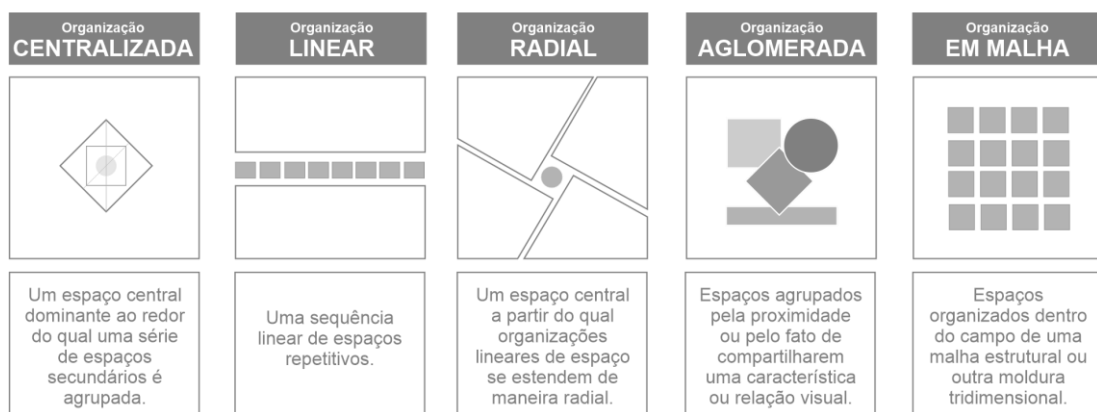 Organização
CENTRALIZADA
Organização
LINEAR
Organização
RADIAL
Organização
AGLOMERADA
Organização
EM MALHA
Um espaço central
dominante ao redor
do qual uma série
de espaços
secundários é
agrupada.
Uma sequência
linear de espaços
repetitivos.
Um espaço central
a partir do qual
organizações
lineares de espaço
se estendem de
maneira radial.
Espaços agrupados
pela proximidade
ou pelo fato de
compartilharem
uma característica
ou relação visual.
Espaços
organizados dentro
do campo de uma
malha estrutural ou
outra moldura
tridimensional.